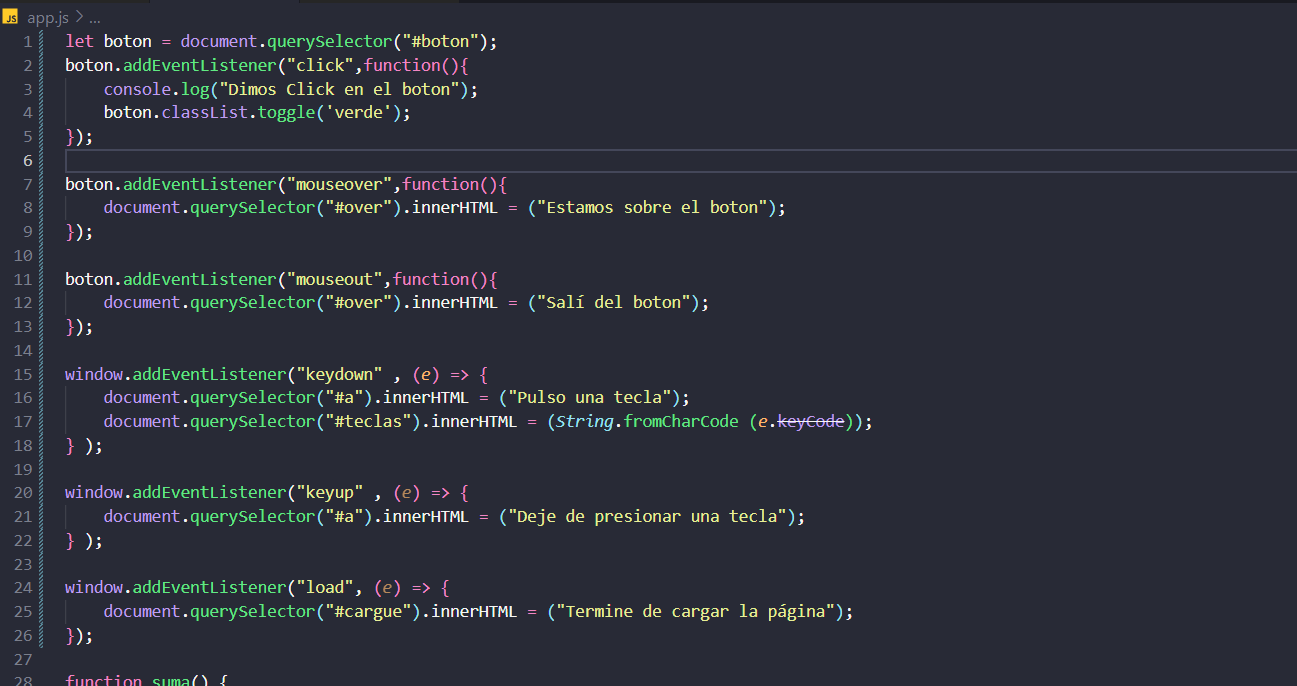 JS app.js > ...
1 let boton = document.querySelector("#boton");
2 boton.addEventListener("click",function(){
3 console.log("Dimos Click en el boton");
4 boton.classList.toggle('verde');
5 });
6
7 boton.addEventListener("mouseover",function(){
8 document.querySelector("#over").innerHTML = ("Estamos sobre el boton");
9 });
10
11 boton.addEventListener("mouseout",function(){
12 document.querySelector("#over").innerHTML = ("Salí del boton");
13 });
14
15 window.addEventListener("keydown" , (e) => {
16 document.querySelector("#a").innerHTML = ("Pulso una tecla");
17 document.querySelector("#teclas").innerHTML = (String.fromCharCode (e.keyCode));
18 } );
19
20 window.addEventListener("keyup" , (e) => {
21 document.querySelector("#a").innerHTML = ("Deje de presionar una tecla");
22 } );
23
24 window.addEventListener("load", (e) => {
25 document.querySelector("#cargue").innerHTML = ("Termine de cargar la página");
26 });
27
28 function suma() {